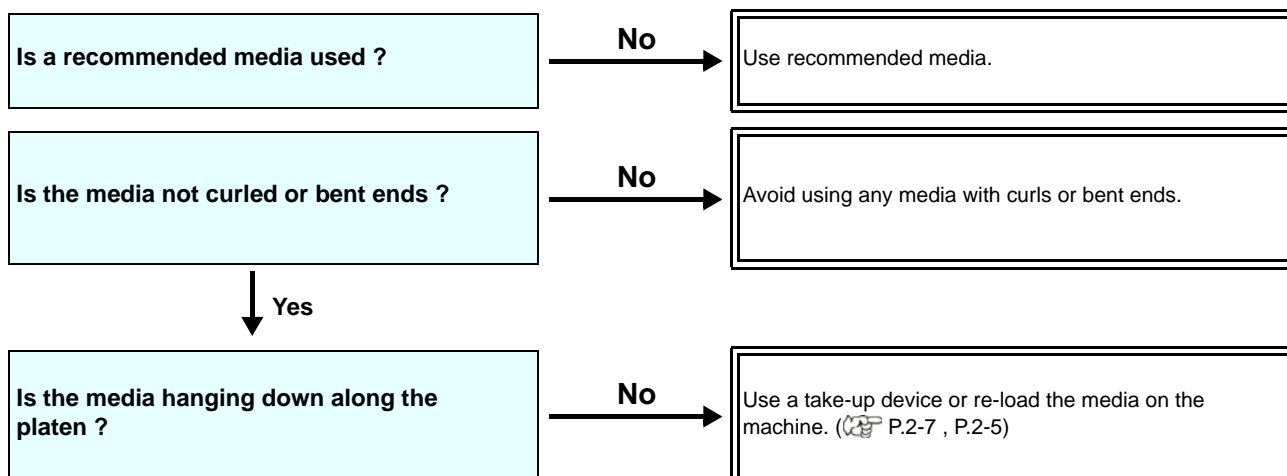 Is a recommended media used ?
No
Use recommended media.
Is the media not curled or bent ends ?
No
Avoid using any media with curls or bent ends.
Yes
Is the media hanging down along the
platen ?
No
Use a take-up device or re-load the media on the
machine. ( P.2-7 , P.2-5)